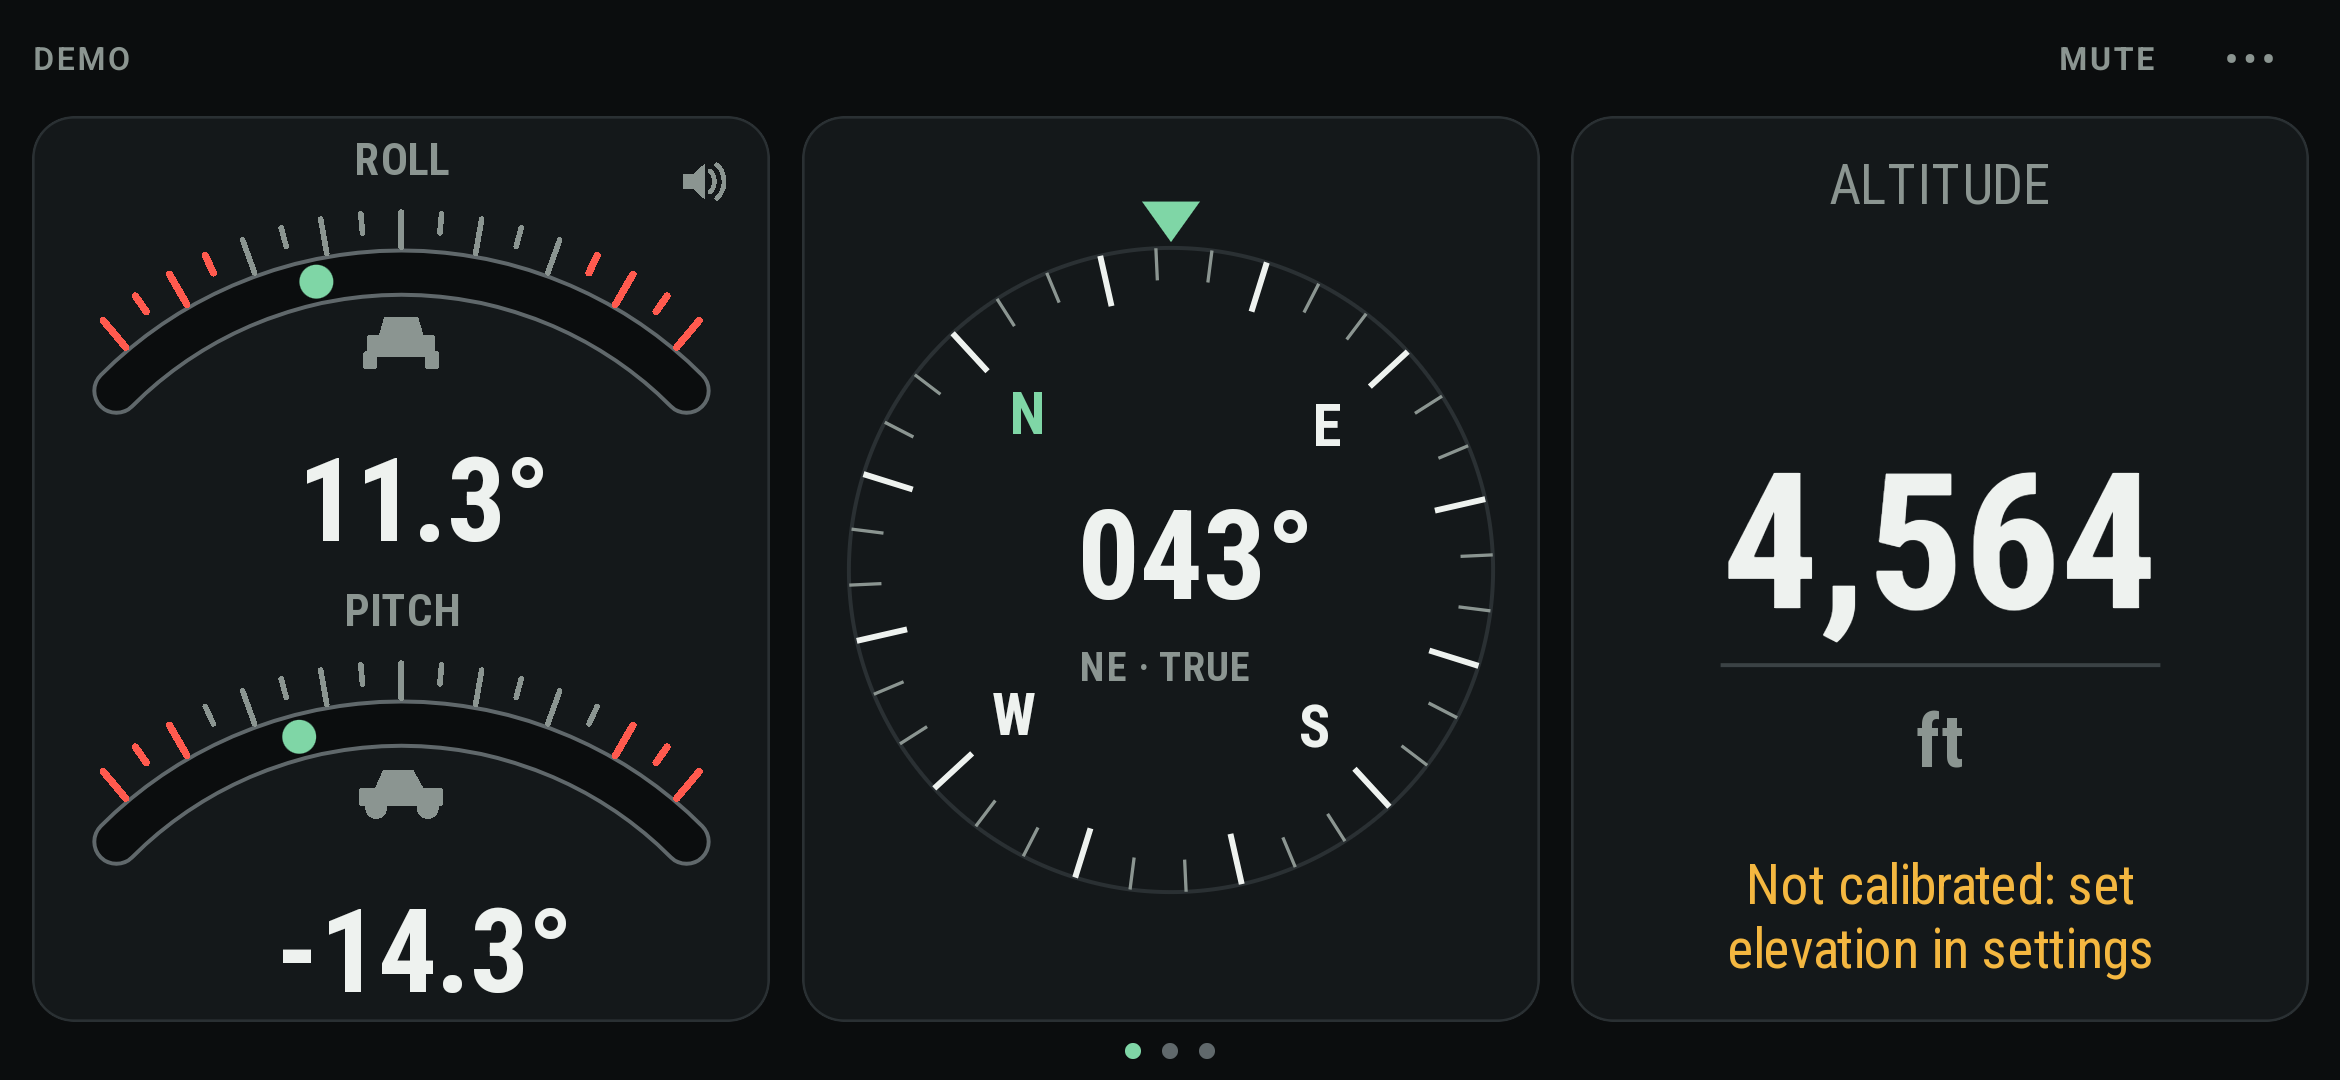 DEMO
MUTE
ROLL
11.3°
PITCH
-14.3°
N
E
043°
NE · TRUE
W
S
ALTITUDE
4,564
ft
Not calibrated: set
elevation in settings